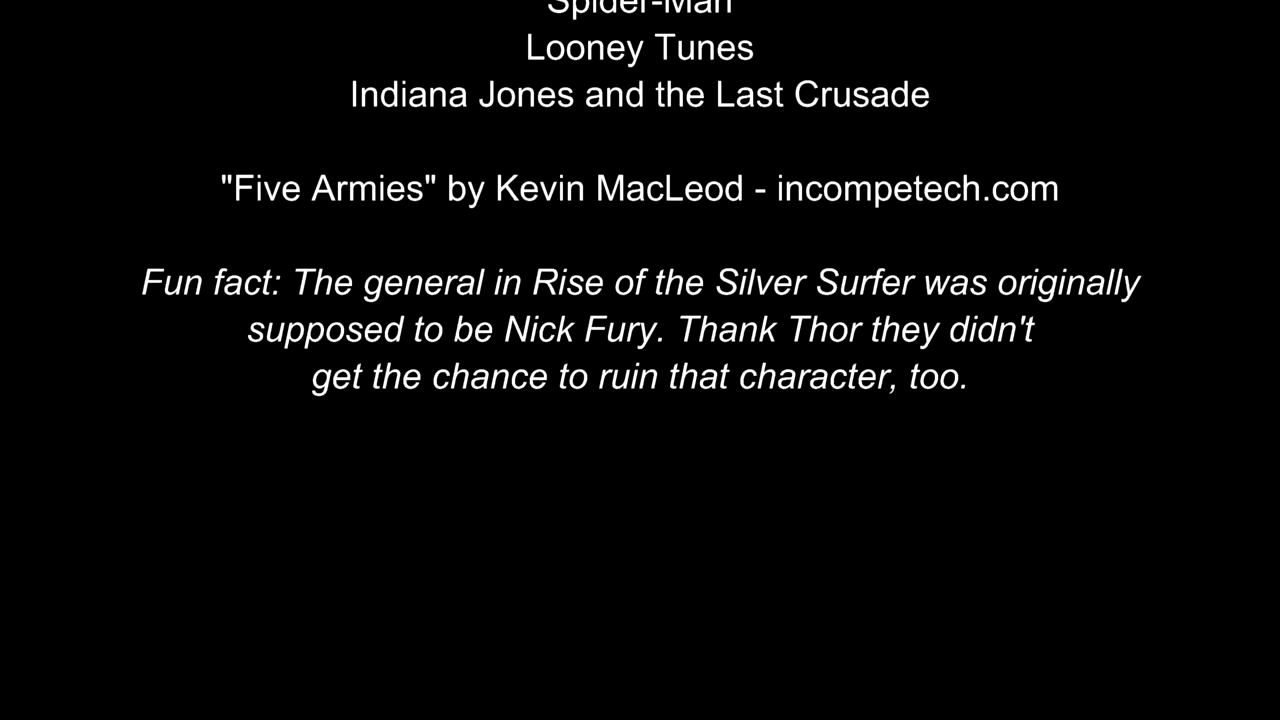 Spider-Man
Looney Tunes
Indiana Jones and the Last Crusade
"Five Armies" by Kevin MacLeod - incompetech.com
Fun fact: The general in Rise of the Silver Surfer was originally
supposed to be Nick Fury. Thank Thor they didn't
get the chance to ruin that character, too.